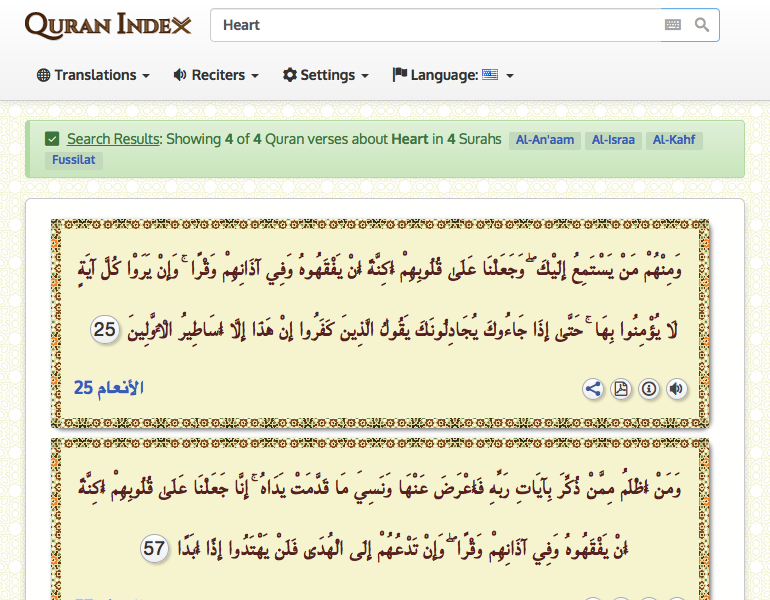 QURAN INDEX
Heart
Translations
Reciters
Settings
Language:
Search Results: Showing 4 of 4 Quran verses about Heart in 4 Surahs Al-An'aam Al-Israa Al-Kahf
Fussilat
وَمِنْهُمْ مَنْ يَسْتَمِعُ إِلَيْكَ ۖ وَجَعَلْنَا عَلَىٰ قُلُوبِهِمْ أَكِنَّةً أَنْ يَفْقَهُوهُ وَفِي آذَانِهِمْ وَقْرًا ۚ وَإِنْ يَرَوْا كُلَّ آيَةٍ
لَا يُؤْمِنُوا بِهَا ۚ حَتَّىٰ إِذَا جَاءُوكَ يُجَادِلُونَكَ يَقُولُ الَّذِينَ كَفَرُوا إِنْ هَٰذَا إِلَّا أَسَاطِيرُ الْأَوَّلِينَ 25
الأنعام 25
وَمَنْ أَظْلَمُ مِمَّنْ ذُكِّرَ بِآيَاتِ رَبِّهِ فَأَعْرَضَ عَنْهَا وَنَسِيَ مَا قَدَّمَتْ يَدَاهُ ۚ إِنَّا جَعَلْنَا عَلَىٰ قُلُوبِهِمْ أَكِنَّةً
أَنْ يَفْقَهُوهُ وَفِي آذَانِهِمْ وَقْرًا ۖ وَإِنْ تَدْعُهُمْ إِلَى الْهُدَىٰ فَلَنْ يَهْتَدُوا إِذًا أَبَدًا 57